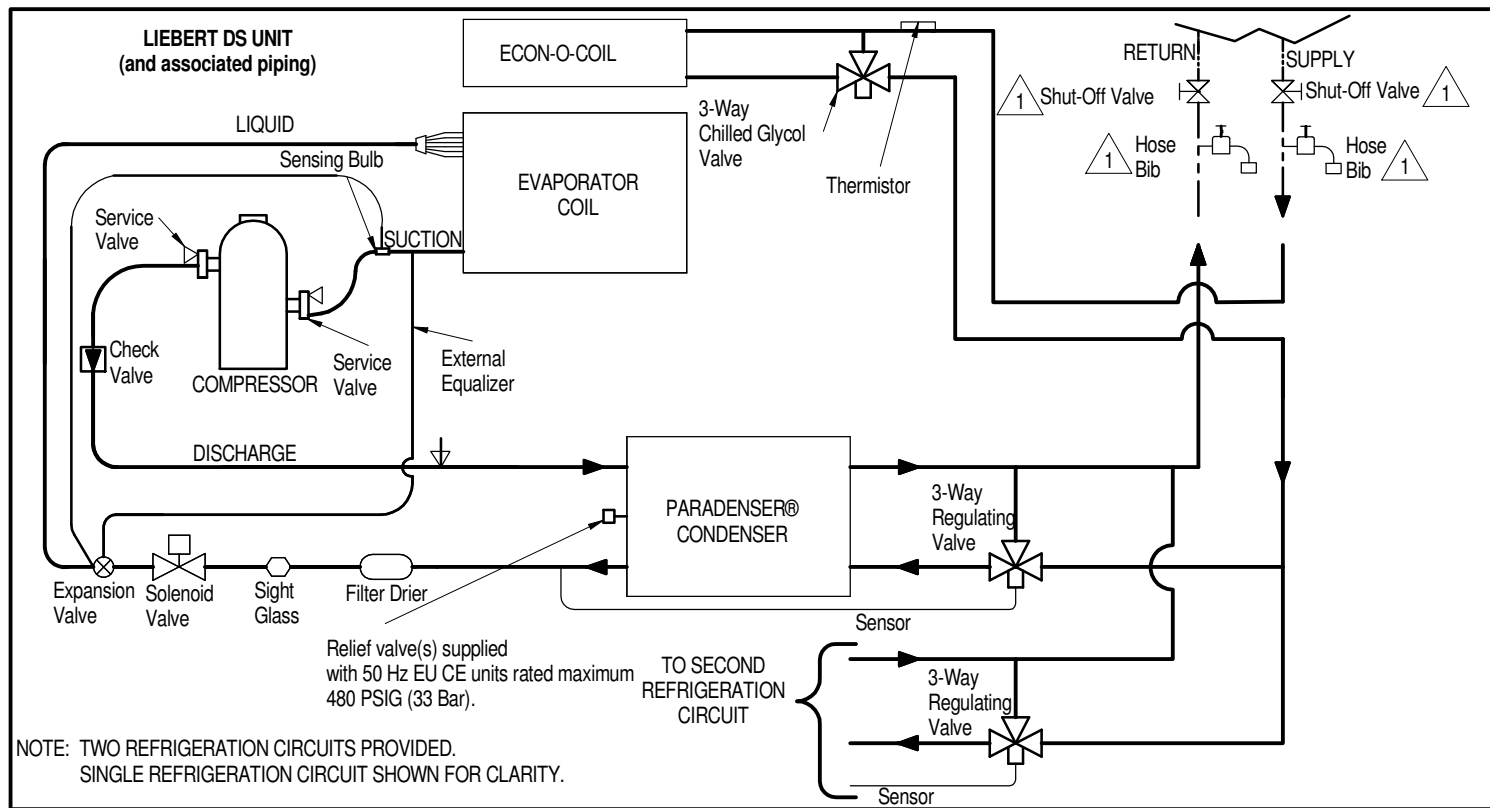 LIEBERT DS UNIT
(and associated piping)
ECON-O-COIL
3-Way
Chilled Glycol
Valve
Thermistor
RETURN
SUPPLY
1
Shut-Off Valve
Shut-Off Valve
1
1
Hose
Bib
Hose
Bib
1
LIQUID
Sensing Bulb
EVAPORATOR
COIL
Service
Valve
SUCTION
Check
Valve
COMPRESSOR
Service
Valve
External
Equalizer
DISCHARGE
PARADENSER®
CONDENSER
3-Way
Regulating
Valve
Expansion
Valve
Solenoid
Valve
Sight
Glass
Filter Drier
Sensor
Relief valve(s) supplied
with 50 Hz EU CE units rated maximum
480 PSIG (33 Bar).
TO SECOND
REFRIGERATION
CIRCUIT
3-Way
Regulating
Valve
Sensor
NOTE: TWO REFRIGERATION CIRCUITS PROVIDED.
SINGLE REFRIGERATION CIRCUIT SHOWN FOR CLARITY.